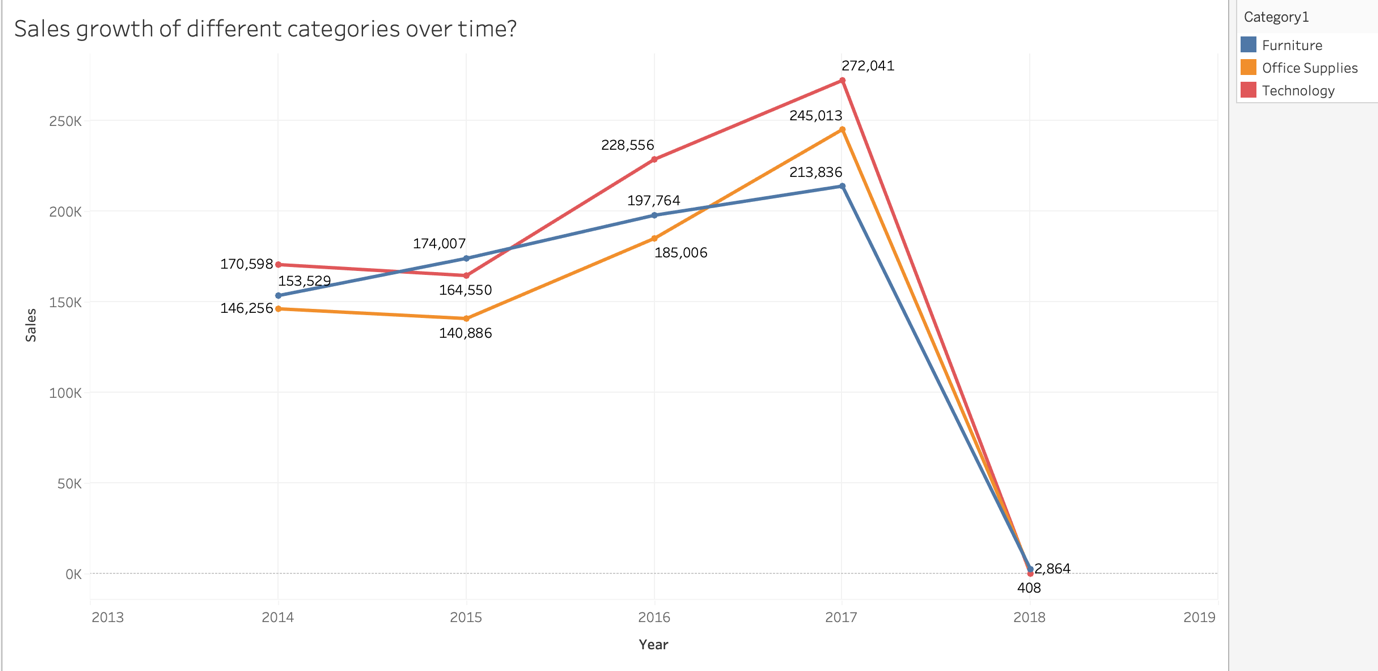 Sales growth of different categories over time?
Category1
Furniture
Office Supplies
Technology
272,041
250K
245,013
228,556
213,836
200K
197,764
174,007
185,006
170,598
153,529
164,550
150K
146,256
140,886
100K
50K
0K
2,864
408
Sales
2013 2014 2015 2016 2017 2018 2019
Year